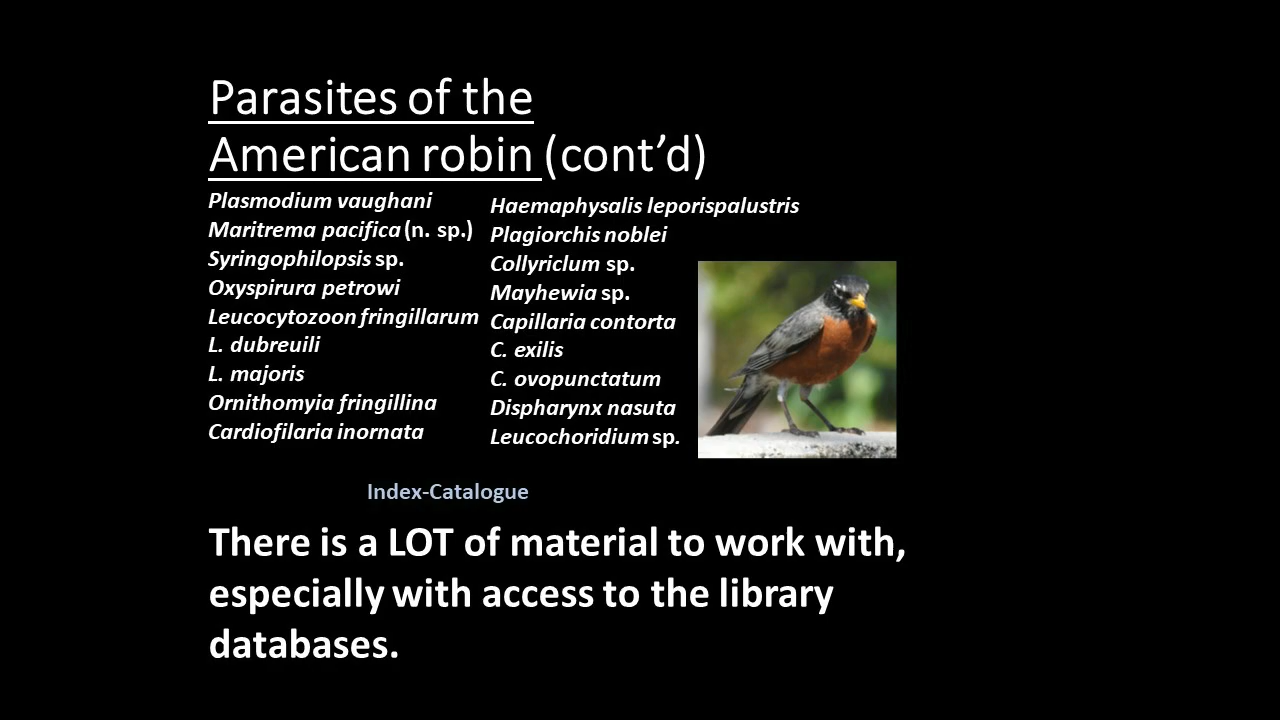 Parasites of the
American robin (cont’d)
Plasmodium vaughani
Maritrema pacifica (n. sp.)
Syringophilopsis sp.
Oxyspirura petrowi
Leucocytozoon fringillarum
L. dubreuili
L. majoris
Ornithomyia fringillina
Cardiofilaria inornata
Haemaphysalis leporispalustris
Plagiorchis noblei
Collyriclum sp.
Mayhewia sp.
Capillaria contorta
C. exilis
C. ovopunctatum
Dispharynx nasuta
Leucochoridium sp.
Index-Catalogue
There is a LOT of material to work with,
especially with access to the library
databases.